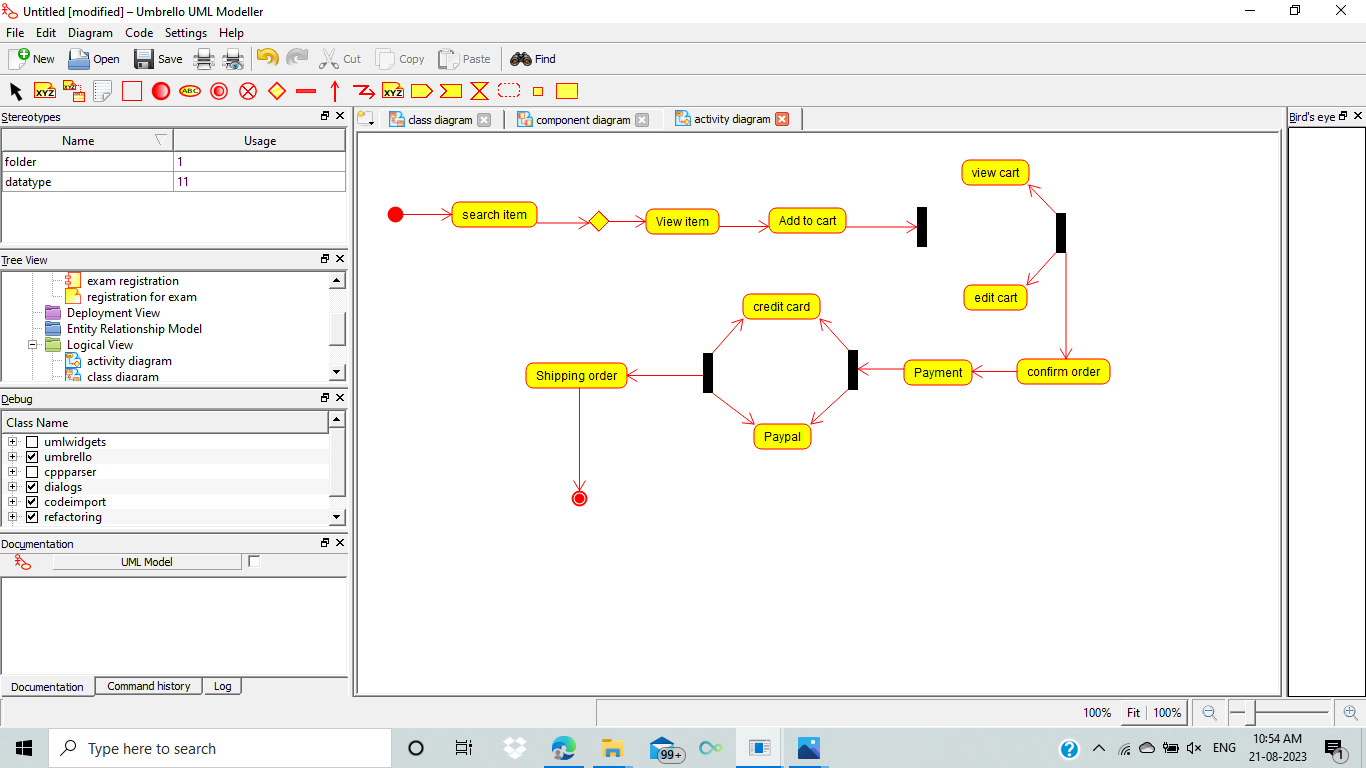 Untitled [modified] – Umbrello UML Modeller
File Edit Diagram Code Settings Help
New Open Save Cut Copy Paste Find
XYZ XYZ ABC XYZ
Stereotypes
Name Usage
folder 1
datatype 11
Tree View
exam registration
registration for exam
Deployment View
Entity Relationship Model
Logical View
activity diagram
class diagram
Debug
Class Name
umlwidgets
umbrello
cppparser
dialogs
codeimport
refactoring
Documentation
UML Model
Documentation Command history Log
class diagram component diagram activity diagram
Bird's eye
view cart
search item
View item
Add to cart
edit cart
credit card
Shipping order
Payment
confirm order
Paypal
100% Fit 100%
Type here to search
99+
ENG
10:54 AM
21-08-2023
1